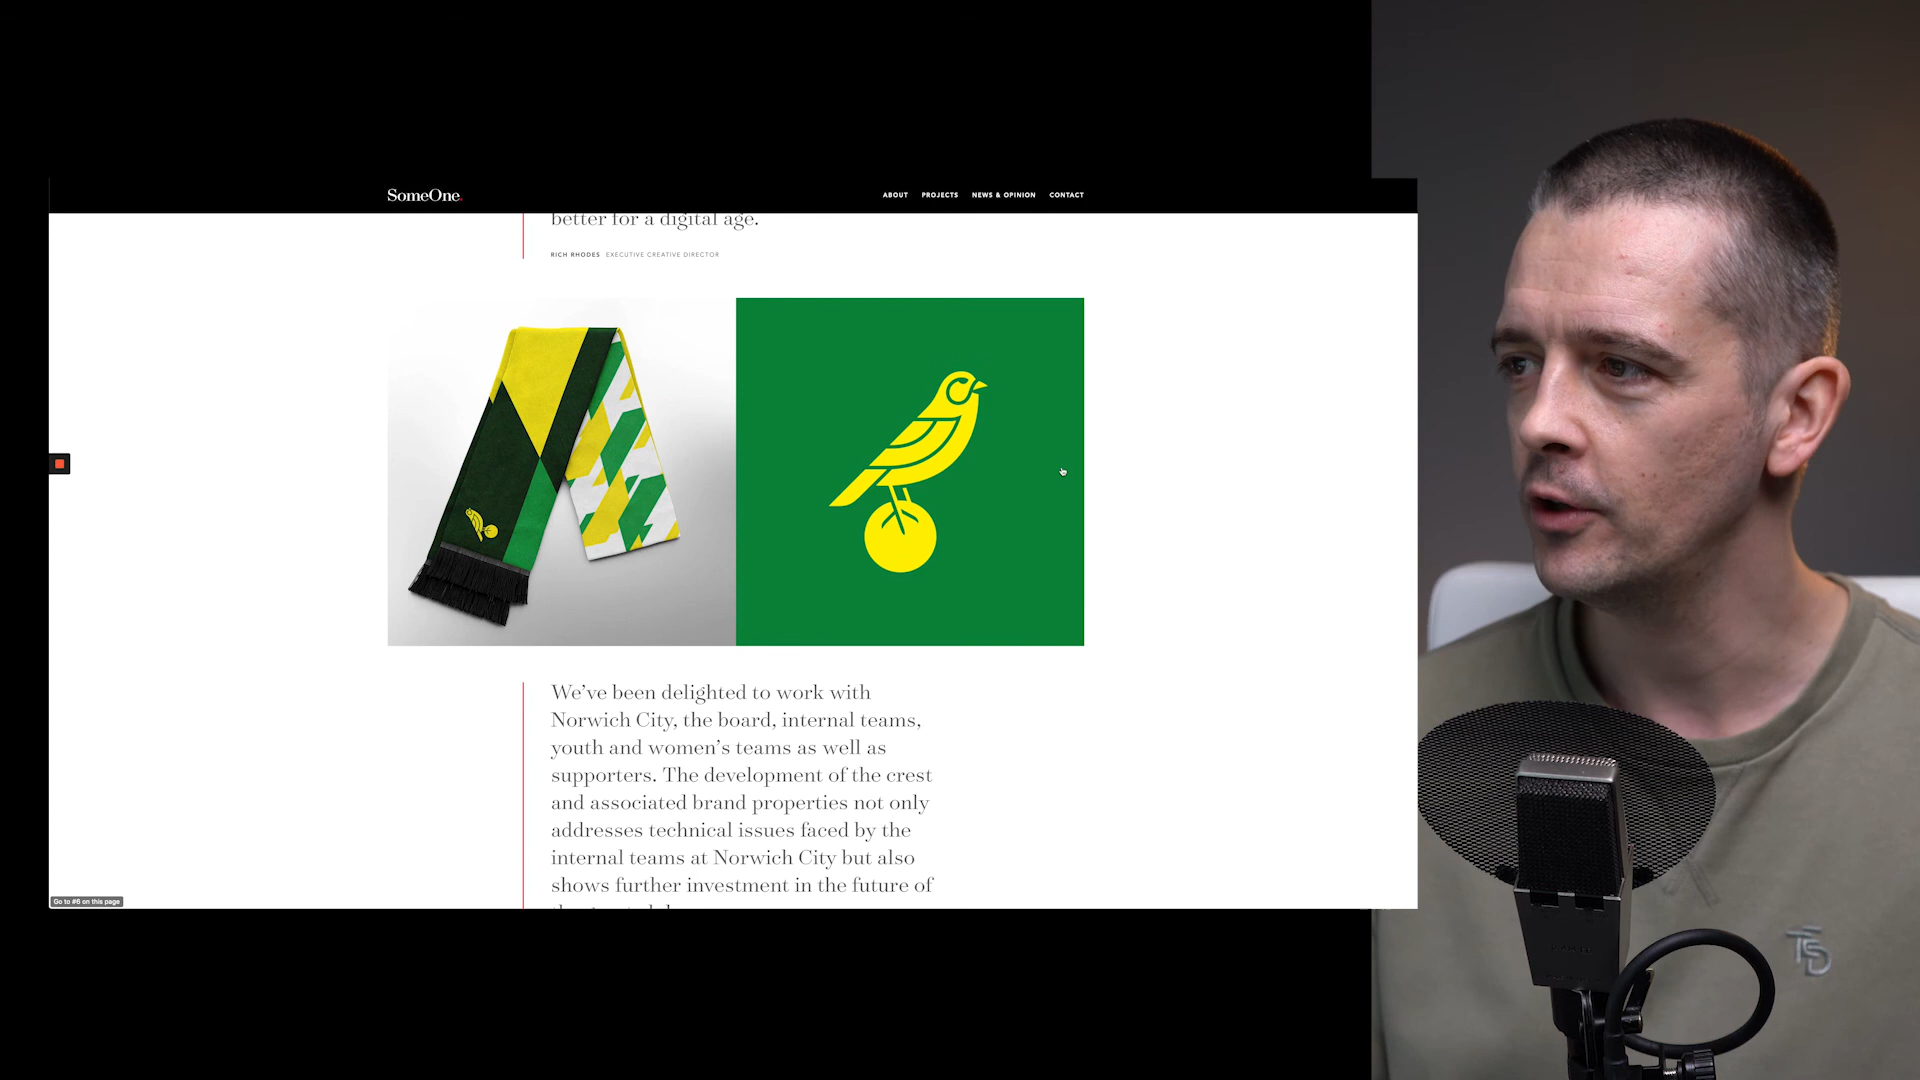 SomeOne.
ABOUT PROJECTS NEWS & OPINION CONTACT
better for a digital age.
RICH RHODES EXECUTIVE CREATIVE DIRECTOR
We've been delighted to work with
Norwich City, the board, internal teams,
youth and women's teams as well as
supporters. The development of the crest
and associated brand properties not only
addresses technical issues faced by the
internal teams at Norwich City but also
shows further investment in the future of
Go to #6 on this page
TSD